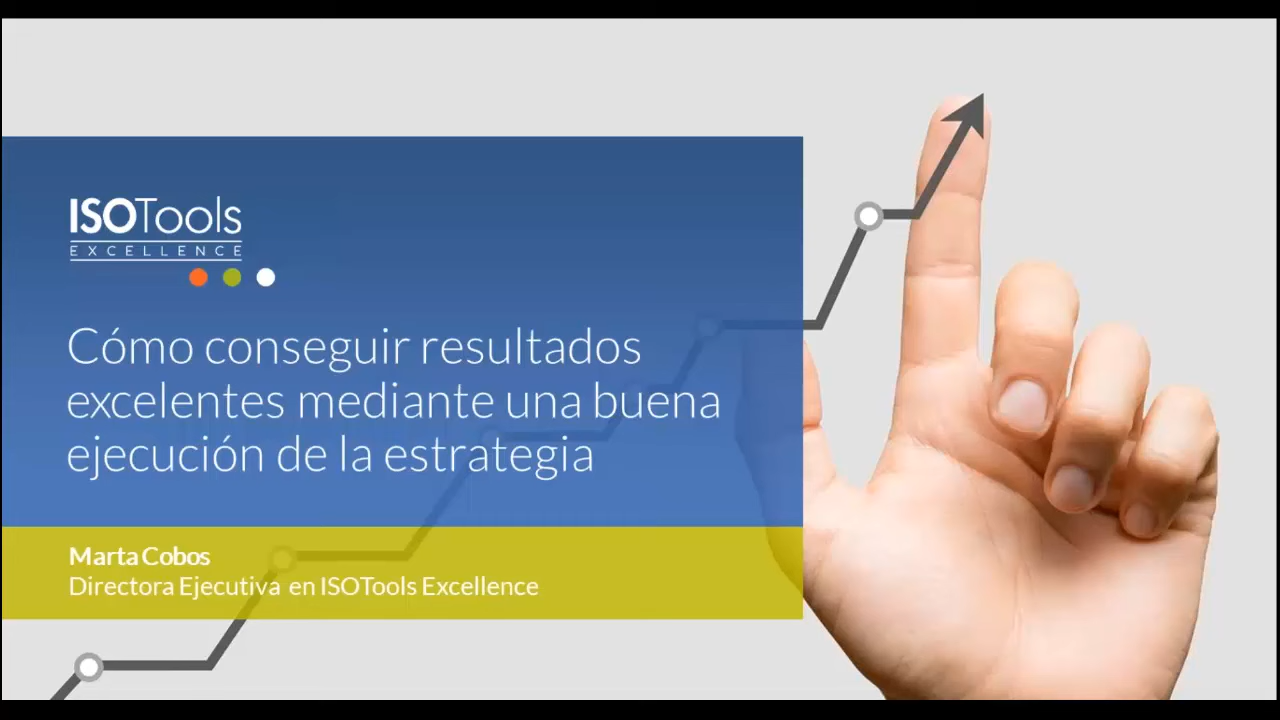 ISOTools
EXCELLENCE
Cómo conseguir resultados
excelentes mediante una buena
ejecución de la estrategia
Marta Cobos
Directora Ejecutiva en ISOTools Excellence